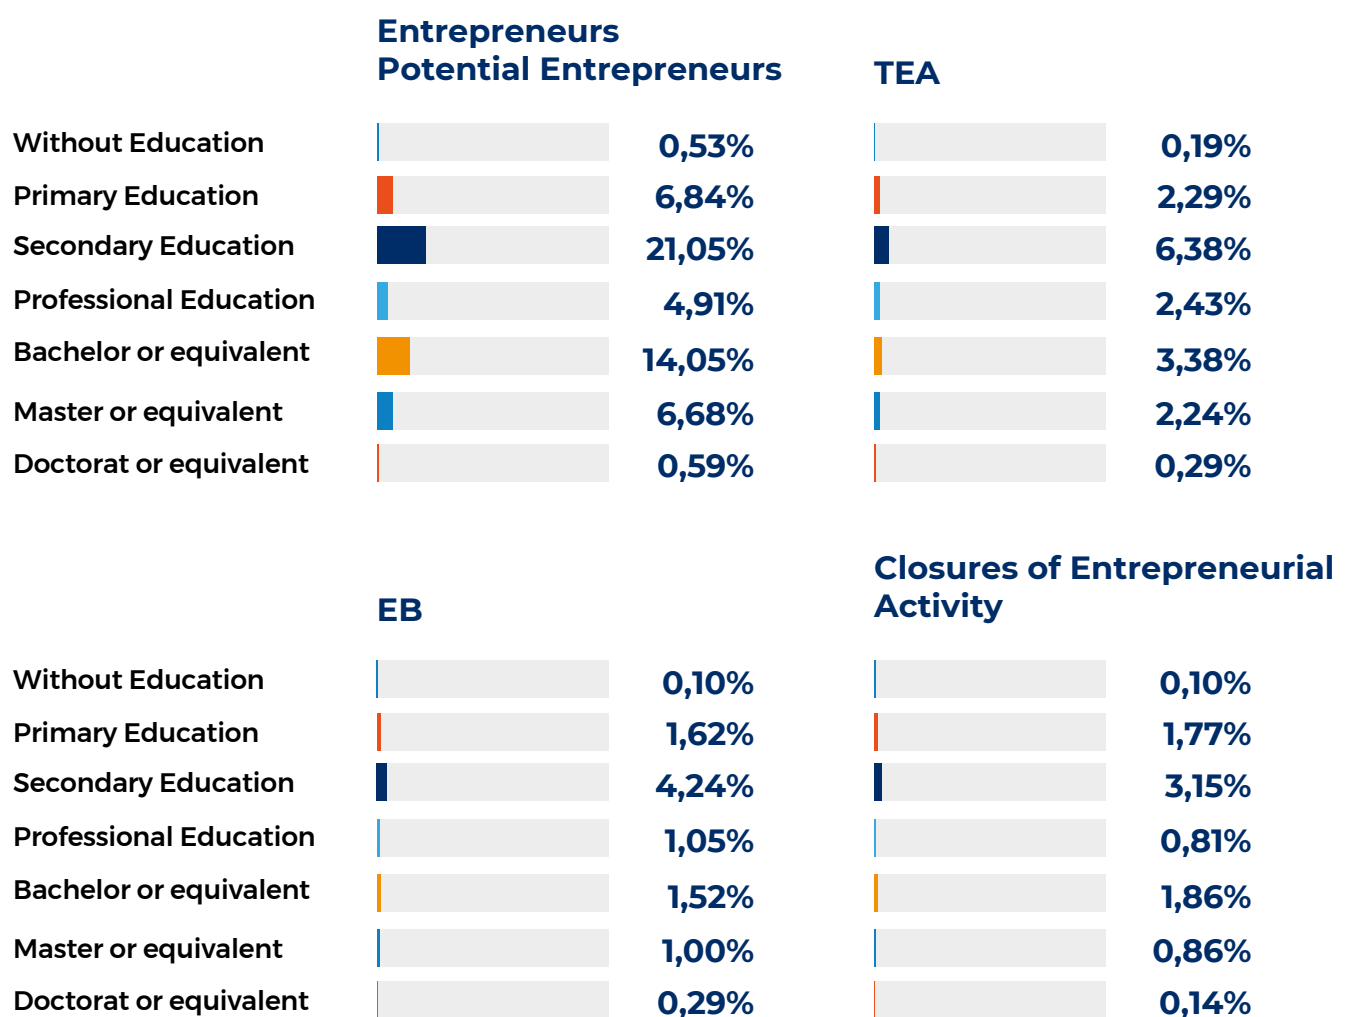 Entrepreneurs
Potential Entrepreneurs
TEA
Without Education 0,53% 0,19%
Primary Education 6,84% 2,29%
Secondary Education 21,05% 6,38%
Professional Education 4,91% 2,43%
Bachelor or equivalent 14,05% 3,38%
Master or equivalent 6,68% 2,24%
Doctorat or equivalent 0,59% 0,29%
EB
Closures of Entrepreneurial
Activity
Without Education 0,10% 0,10%
Primary Education 1,62% 1,77%
Secondary Education 4,24% 3,15%
Professional Education 1,05% 0,81%
Bachelor or equivalent 1,52% 1,86%
Master or equivalent 1,00% 0,86%
Doctorat or equivalent 0,29% 0,14%